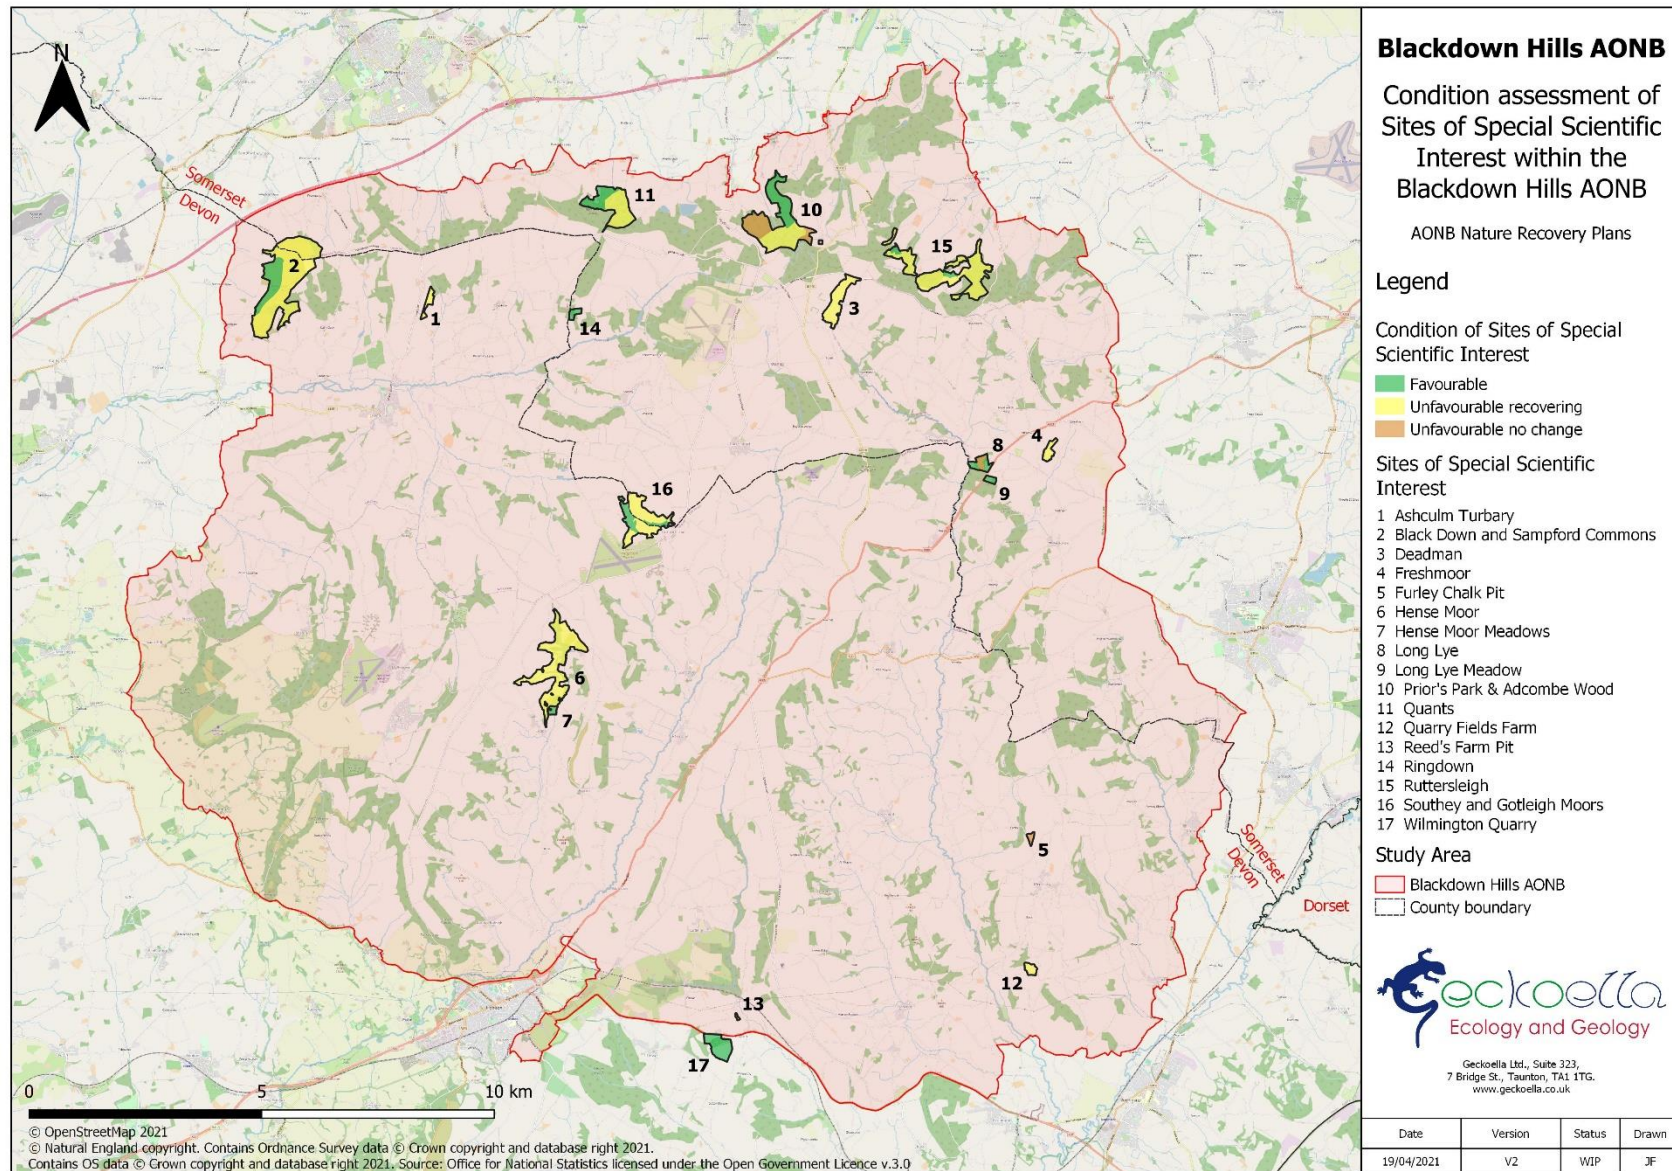 N
Somerset
Devon
11
10
2
15
1
14
3
8
4
9
16
6
7
5
Somerset
Devon
Dorset
12
13
17
0
5
10 km
© OpenStreetMap 2021
© Natural England copyright. Contains Ordnance Survey data © Crown copyright and database right 2021.
Contains OS data © Crown copyright and database right 2021. Source: Office for National Statistics licensed under the Open Government Licence v.3.0
Blackdown Hills AONB
Condition assessment of
Sites of Special Scientific
Interest within the
Blackdown Hills AONB
AONB Nature Recovery Plans
Legend
Condition of Sites of Special
Scientific Interest
Favourable
Unfavourable recovering
Unfavourable no change
Sites of Special Scientific
Interest
1 Ashculm Turbary
2 Black Down and Sampford Commons
3 Deadman
4 Freshmoor
5 Furley Chalk Pit
6 Hense Moor
7 Hense Moor Meadows
8 Long Lye
9 Long Lye Meadow
10 Prior's Park & Adcombe Wood
11 Quants
12 Quarry Fields Farm
13 Reed's Farm Pit
14 Ringdown
15 Ruttersleigh
16 Southey and Gotleigh Moors
17 Wilmington Quarry
Study Area
Blackdown Hills AONB
County boundary
Geckoella
Ecology and Geology
Geckoella Ltd., Suite 323,
7 Bridge St., Taunton, TA1 1TG.
www.geckoella.co.uk
Date Version Status Drawn
19/04/2021 V2 WIP JF